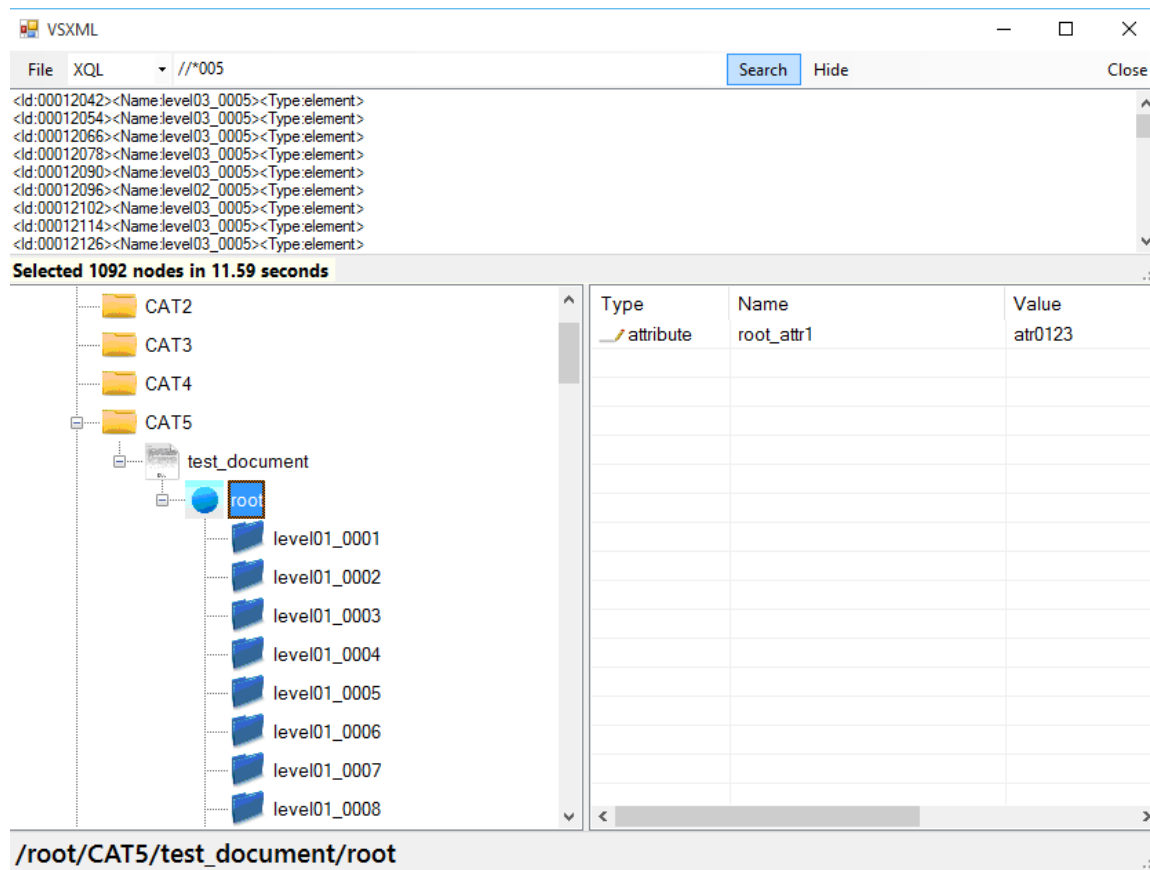 VSXML
File XQL //*005 Search Hide Close
<Id:00012042><Name:level03_0005><Type:element>
<Id:00012054><Name:level03_0005><Type:element>
<Id:00012066><Name:level03_0005><Type:element>
<Id:00012078><Name:level03_0005><Type:element>
<Id:00012090><Name:level03_0005><Type:element>
<Id:00012096><Name:level02_0005><Type:element>
<Id:00012102><Name:level03_0005><Type:element>
<Id:00012114><Name:level03_0005><Type:element>
<Id:00012126><Name:level03_0005><Type:element>
Selected 1092 nodes in 11.59 seconds
CAT2
CAT3
CAT4
CAT5
test_document
root
level01_0001
level01_0002
level01_0003
level01_0004
level01_0005
level01_0006
level01_0007
level01_0008
Type Name Value
attribute root_attr1 atr0123
/root/CAT5/test_document/root